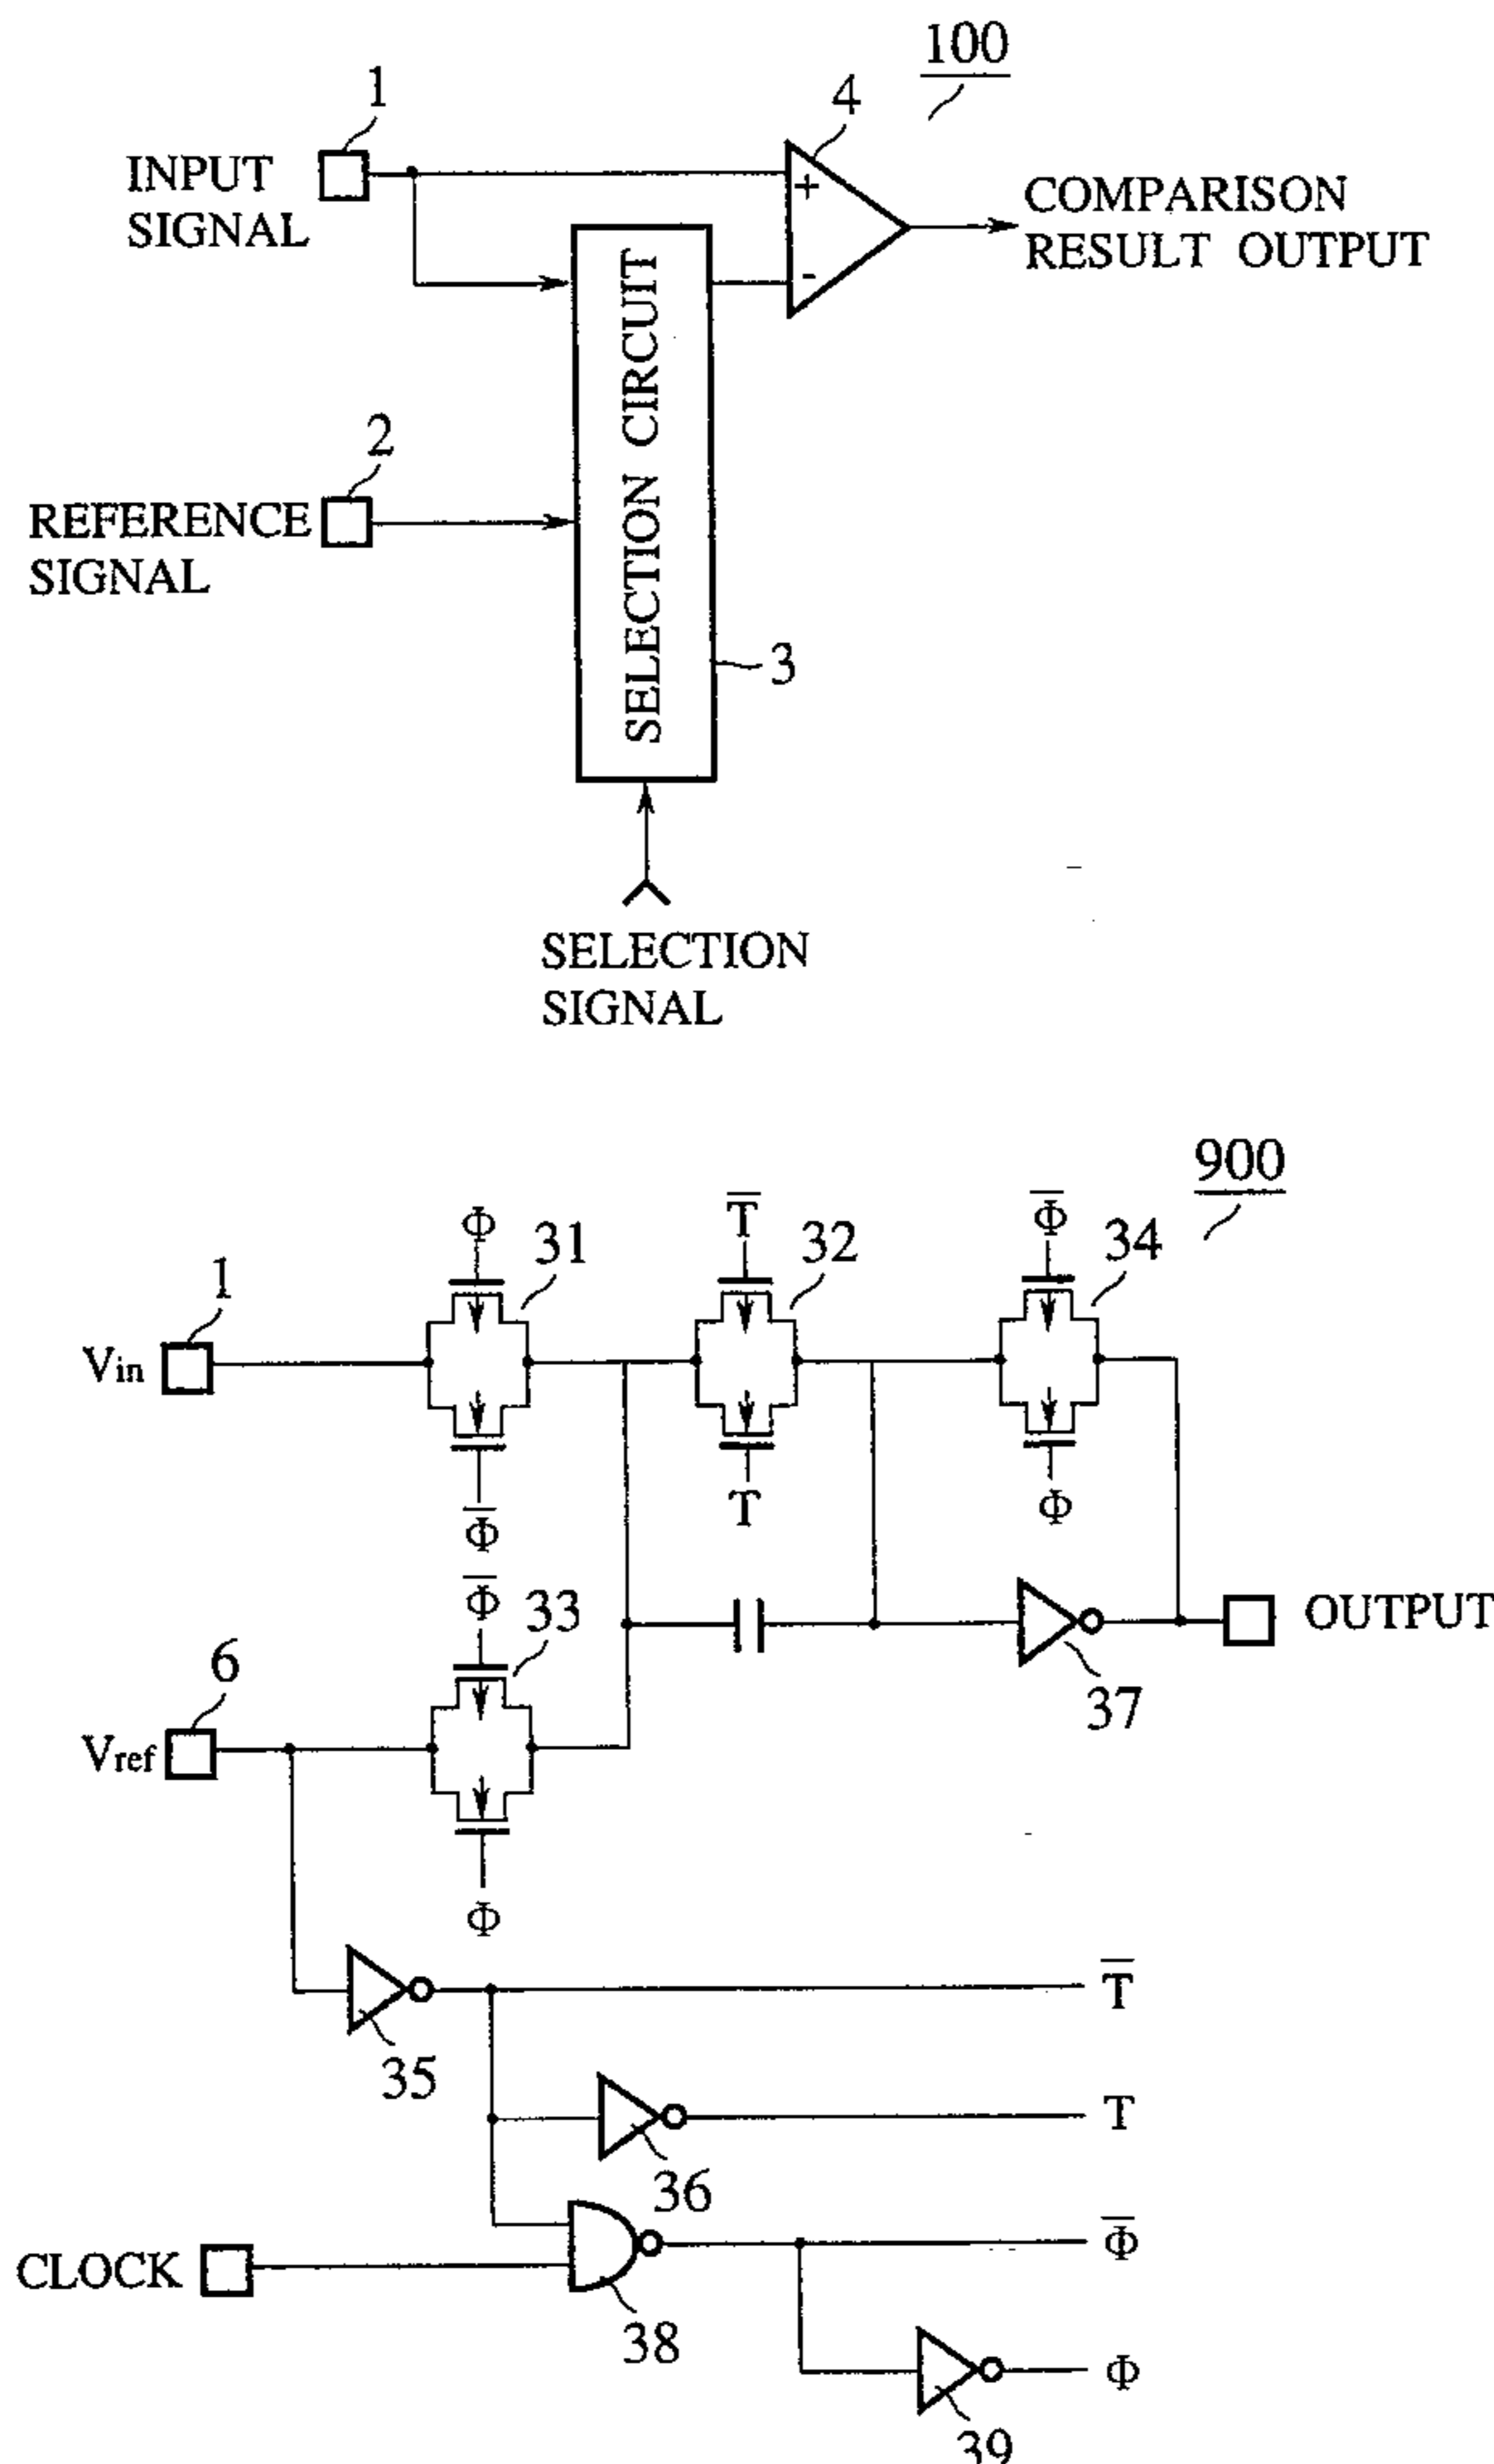 100
1
4
INPUT
SIGNAL
+
COMPARISON
RESULT OUTPUT
-
SELECTION CIRCUIT
2
REFERENCE
SIGNAL
3
SELECTION
SIGNAL
900
Φ
31
T̅
32
Φ̅
34
1
Vin
Φ̅
T
Φ
Φ̅
33
OUTPUT
6
37
Vref
Φ
T̅
35
T
36
Φ̅
CLOCK
38
Φ
39